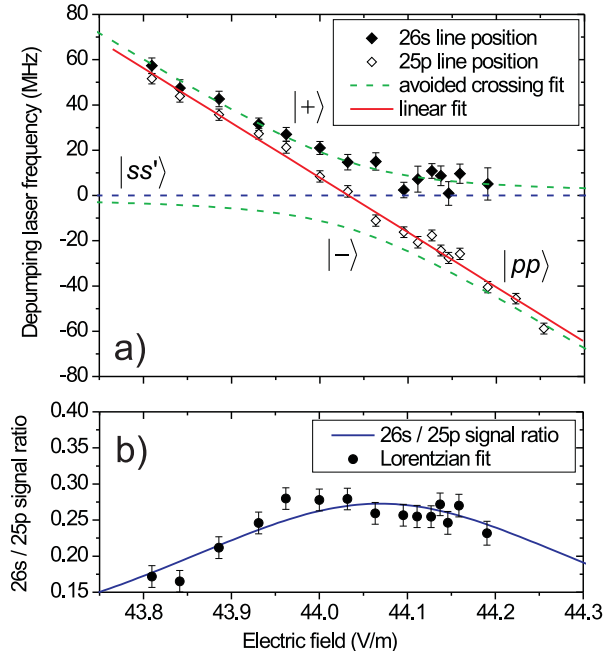 80
60
40
20
0
-20
-40
-60
-80
Depumping laser frequency (MHz)
26s line position
25p line position
avoided crossing fit
linear fit
|+⟩
|ss'⟩
|−⟩
|pp⟩
a)
0.40
0.35
0.30
0.25
0.20
0.15
26s / 25p signal ratio
b)
26s / 25p signal ratio
Lorentzian fit
43.8 43.9 44.0 44.1 44.2 44.3
Electric field (V/m)